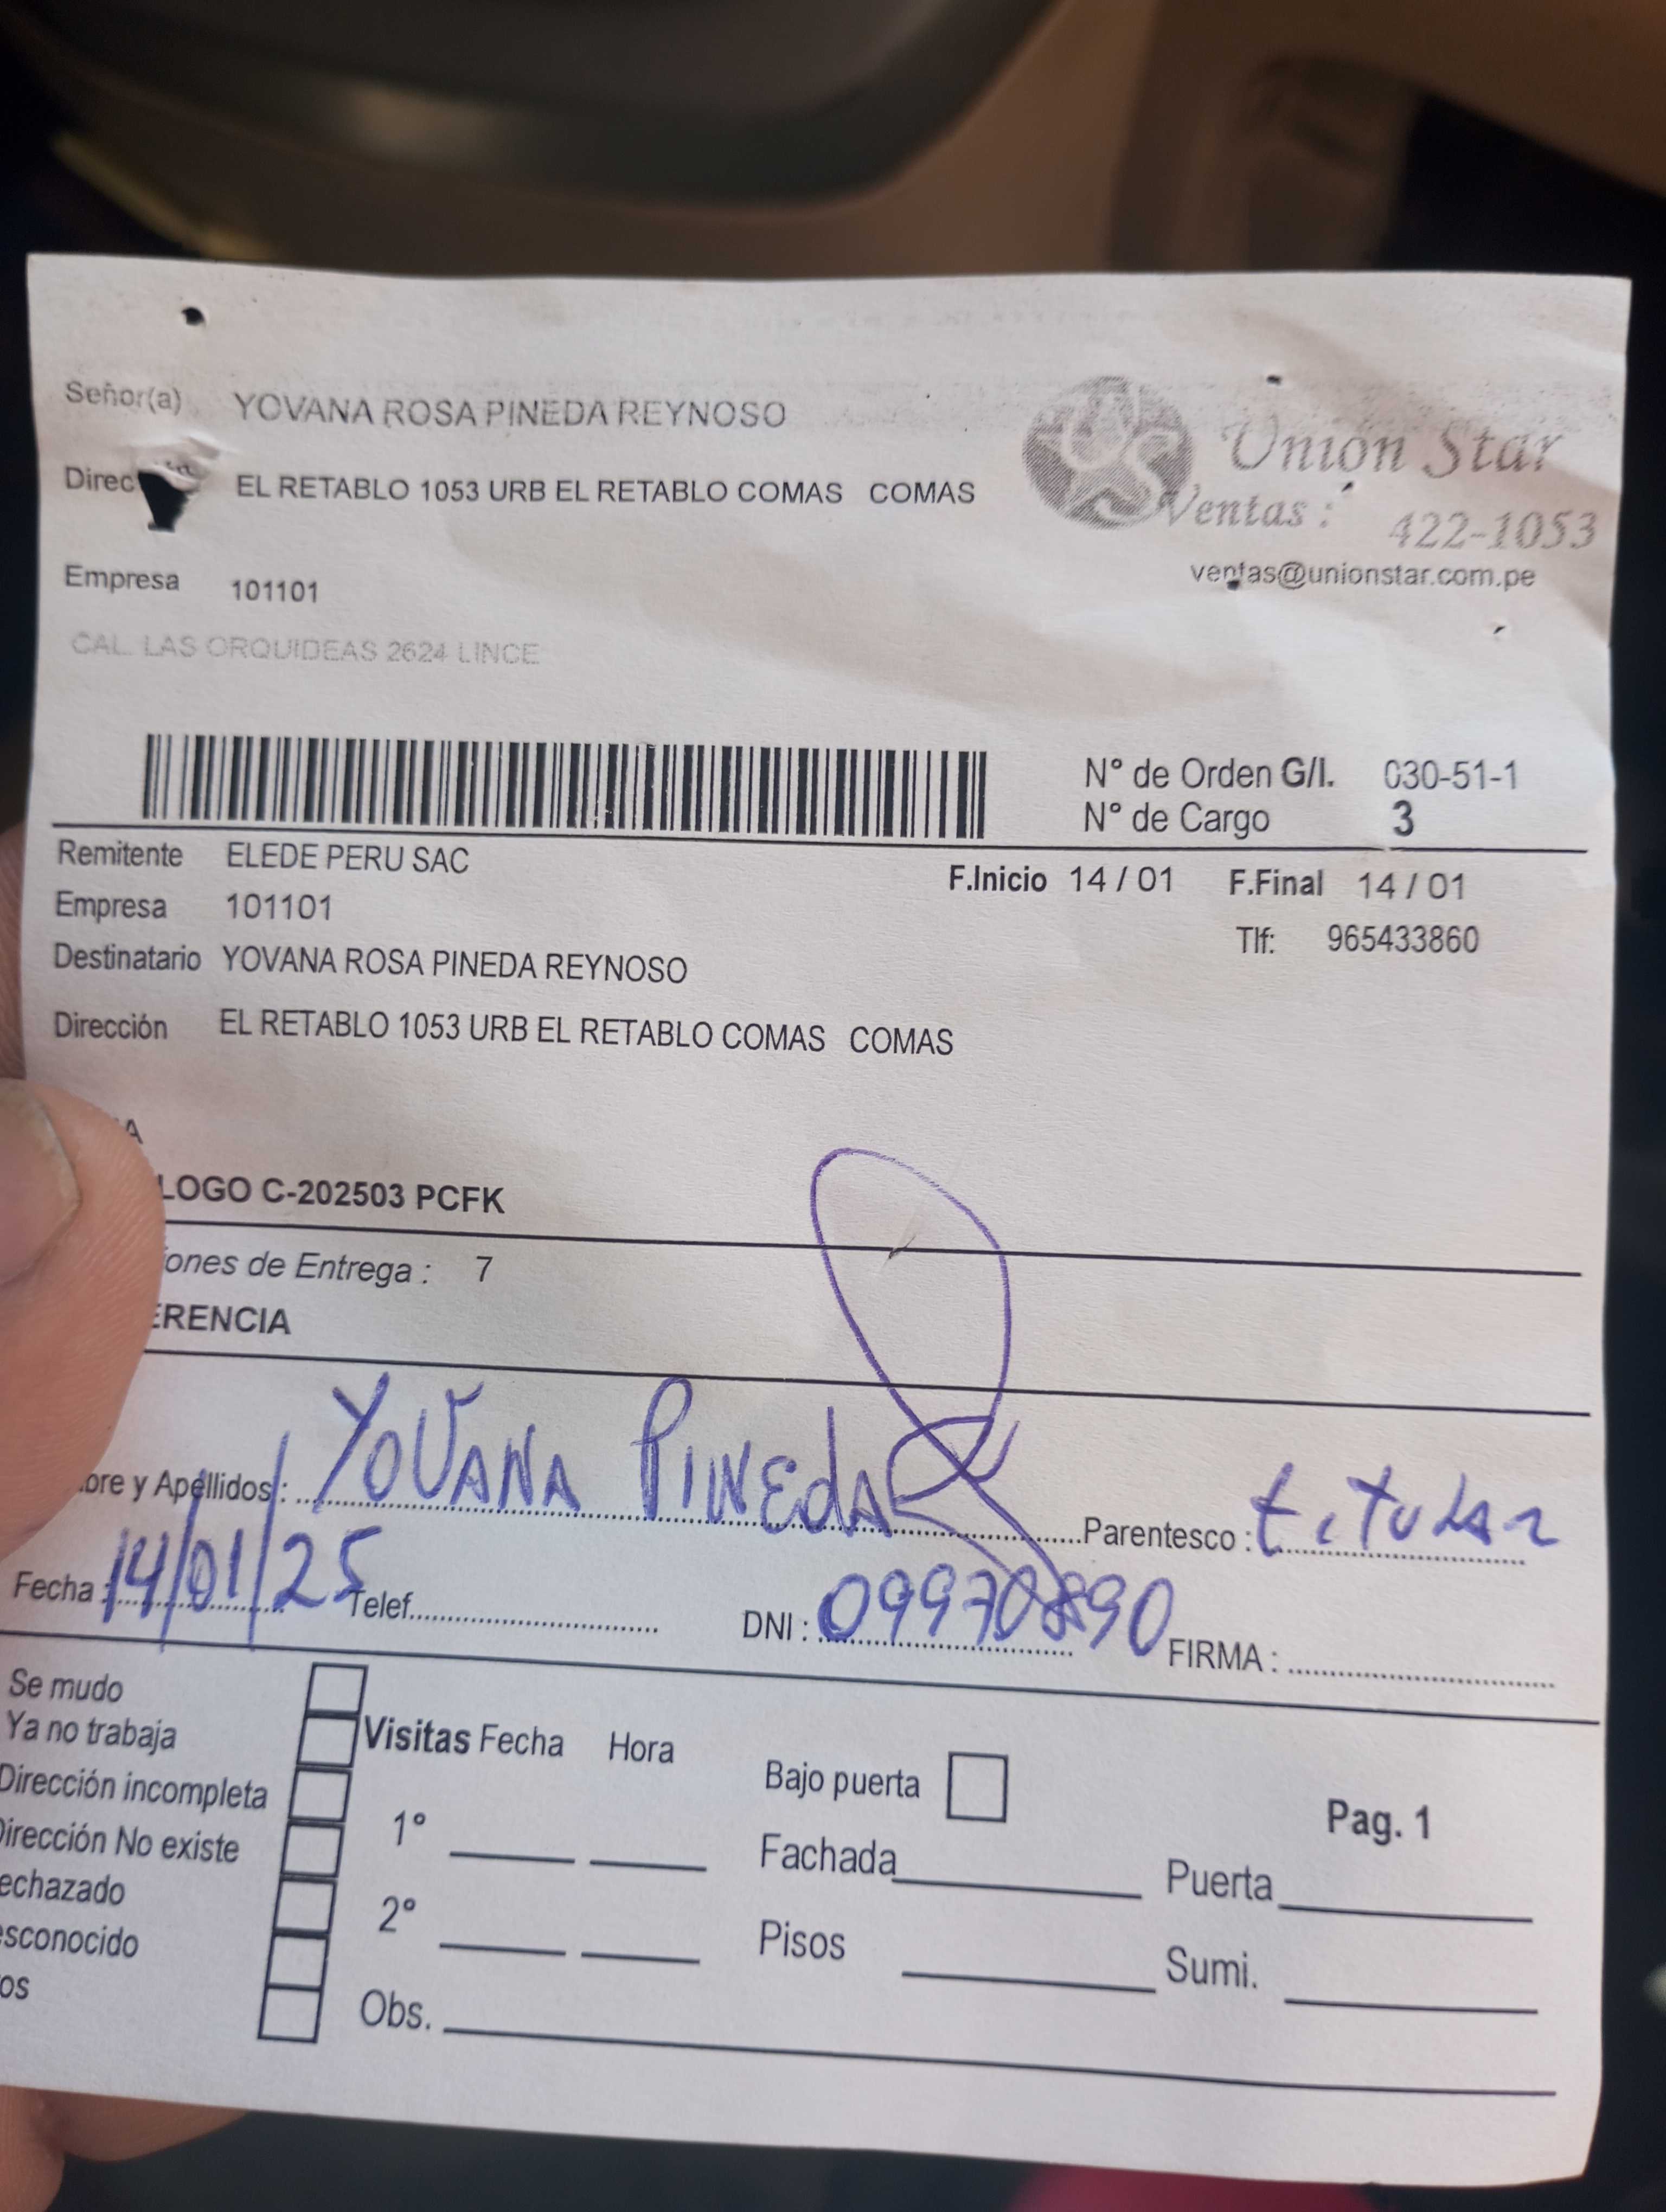 Señor(a) YOVANA ROSA PINEDA REYNOSO
Unión Star
EL RETABLO 1053 URB EL RETABLO COMAS COMAS
Ventas : 422-1053
ventas@unionstar.com.pe
Empresa 101101
CAL. LAS ORQUIDEAS 2624 LINCE
N° de Orden G/I. 030-51-1
N° de Cargo 3
Remitente ELEDE PERU SAC
F.Inicio 14 / 01 F.Final 14 / 01
Empresa 101101
Tlf: 965433860
Destinatario YOVANA ROSA PINEDA REYNOSO
Dirección EL RETABLO 1053 URB EL RETABLO COMAS COMAS
LOGO C-202503 PCFK
iones de Entrega : 7
ERENCIA
bre y Apellidos : YOVANA PINEDA Parentesco : titular
Fecha : 14/01/25 Telef. DNI : 09970890 FIRMA :
Se mudo
Ya no trabaja
Dirección incompleta
Dirección No existe
echazado
esconocido
os
Visitas Fecha Hora
1°
2°
Obs.
Bajo puerta
Fachada
Pisos
Pag. 1
Puerta
Sumi.